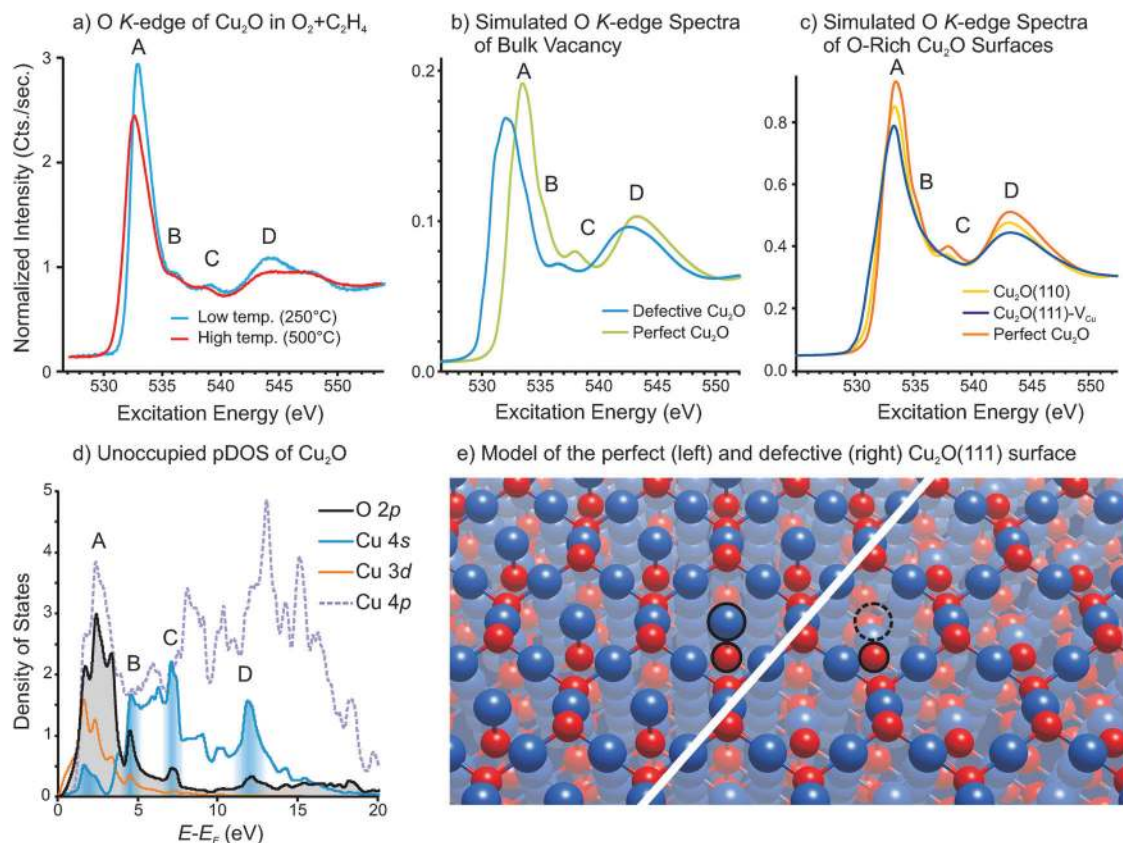 a) O K-edge of Cu₂O in O₂+C₂H₄
A
3
2
1
0
B
C
D
Low temp. (250°C)
High temp. (500°C)
530
540
545
550
Normalized Intensity (Cts./sec.)
Excitation Energy (eV)
b) Simulated O K-edge Spectra
of Bulk Vacancy
A
0.2
0.1
0.0
B
C
D
Defective Cu₂O
Perfect Cu₂O
530
540
545
550
Excitation Energy (eV)
c) Simulated O K-edge Spectra
of O-Rich Cu₂O Surfaces
A
0.8
0.6
0.4
0.2
0
B
C
D
Cu₂O(110)
Cu₂O(111)-V_Cu
Perfect Cu₂O
530
540
545
550
Excitation Energy (eV)
d) Unoccupied pDOS of Cu₂O
5
4
3
2
1
0
A
B
C
D
O 2p
Cu 4s
Cu 3d
Cu 4p
0
5
10
15
20
Density of States
E-E_F (eV)
e) Model of the perfect (left) and defective (right) Cu₂O(111) surface